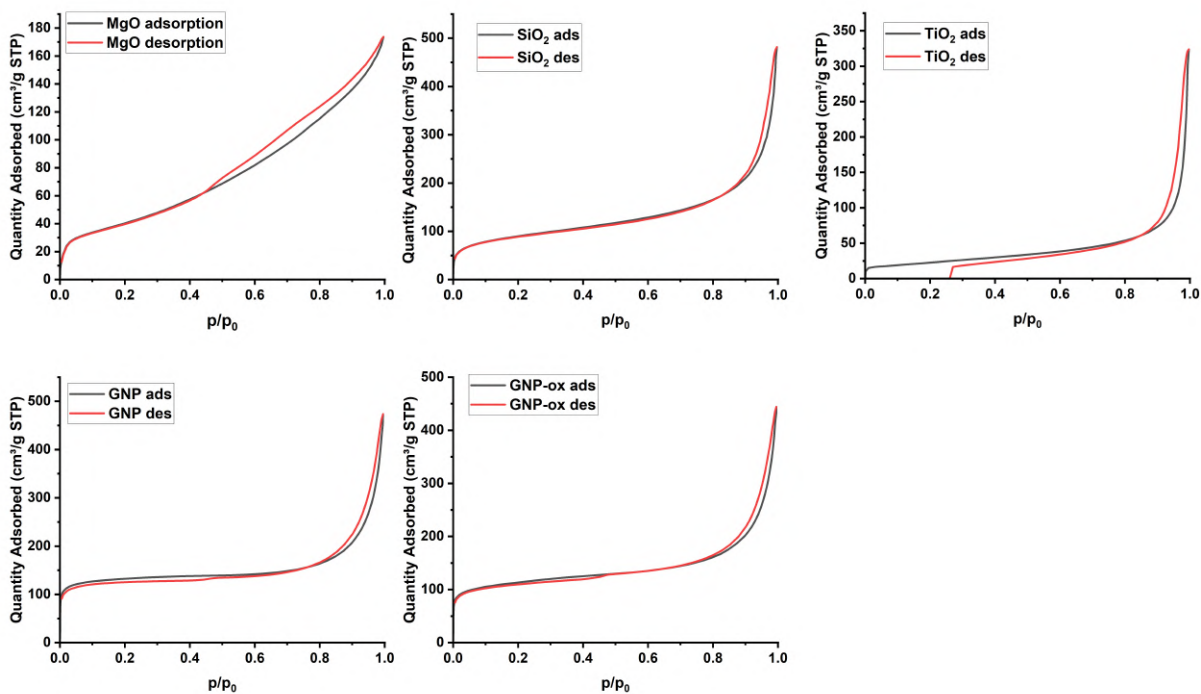 MgO adsorption
MgO desorption
Quantity Adsorbed (cm³/g STP)
180
160
140
120
100
80
60
40
20
0
0.0 0.2 0.4 0.6 0.8 1.0
p/p₀
SiO₂ ads
SiO₂ des
Quantity Adsorbed (cm³/g STP)
500
400
300
200
100
0
0.0 0.2 0.4 0.6 0.8 1.0
p/p₀
TiO₂ ads
TiO₂ des
Quantity Adsorbed (cm³/g STP)
350
325
300
250
200
150
100
50
0
0.0 0.2 0.4 0.6 0.8 1.0
p/p₀
GNP ads
GNP des
Quantity Adsorbed (cm³/g STP)
500
400
300
200
100
0
0.0 0.2 0.4 0.6 0.8 1.0
p/p₀
GNP-ox ads
GNP-ox des
Quantity Adsorbed (cm³/g STP)
500
400
300
200
100
0
0.0 0.2 0.4 0.6 0.8 1.0
p/p₀